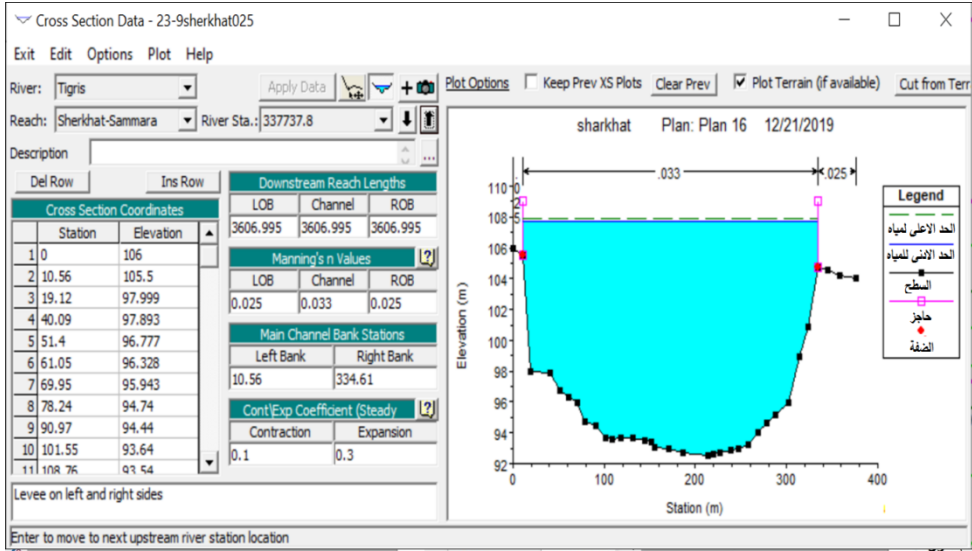 Cross Section Data - 23-9sherkhat025
Exit Edit Options Plot Help
River: Tigris Apply Data
Reach: Sherkhat-Sammara River Sta.: 337737.8
Description ...
Del Row Ins Row
Cross Section Coordinates
Station Elevation
1 0 106
2 10.56 105.5
3 19.12 97.999
4 40.09 97.893
5 51.4 96.777
6 61.05 96.328
7 69.95 95.943
8 78.24 94.74
9 90.97 94.44
10 101.55 93.64
11 108.76 93.54
Downstream Reach Lengths
LOB Channel ROB
3606.995 3606.995 3606.995
Manning's n Values ?
LOB Channel ROB
0.025 0.033 0.025
Main Channel Bank Stations
Left Bank Right Bank
10.56 334.61
Cont\Exp Coefficient (Steady ?
Contraction Expansion
0.1 0.3
Levee on left and right sides
Enter to move to next upstream river station location
Plot Options Keep Prev XS Plots Clear Prev Plot Terrain (if available) Cut from Terr
sharkhat Plan: Plan 16 12/21/2019
.033 .025
110
108
106
104
102
100
98
96
94
92
Elevation (m)
0 100 200 300 400
Station (m)
Legend
الحد الاعلى لمياه
الحد الادنى للمياه
السطح
حاجز
الضفة